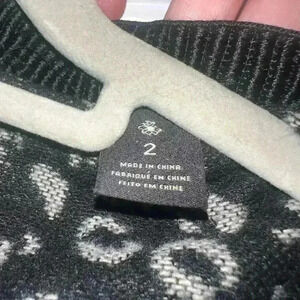 2
MADE IN CHINA
FABRIQUÉ EN CHINE
FEITO EM CHINE